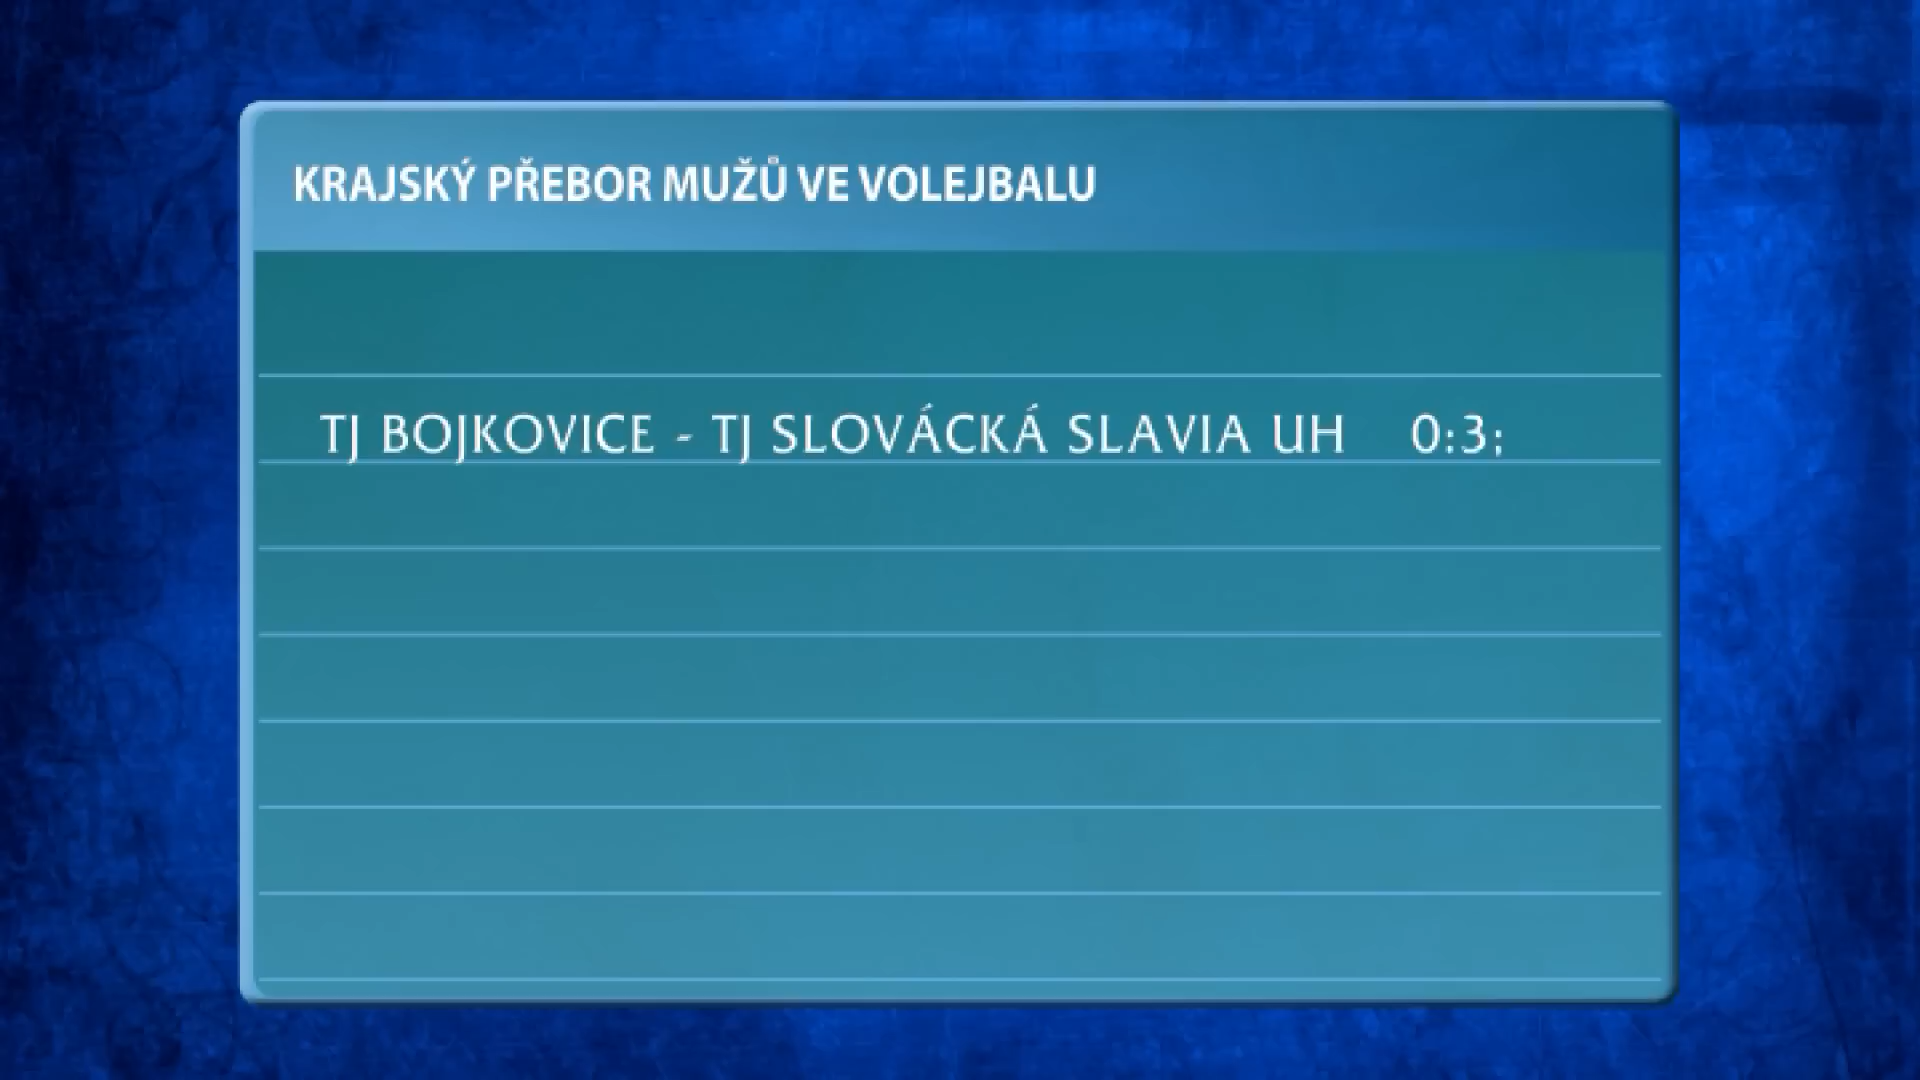 KRAJSKÝ PŘEBOR MUŽŮ VE VOLEJBALU
TJ BOJKOVICE - TJ SLOVÁCKÁ SLAVIA UH 0:3;